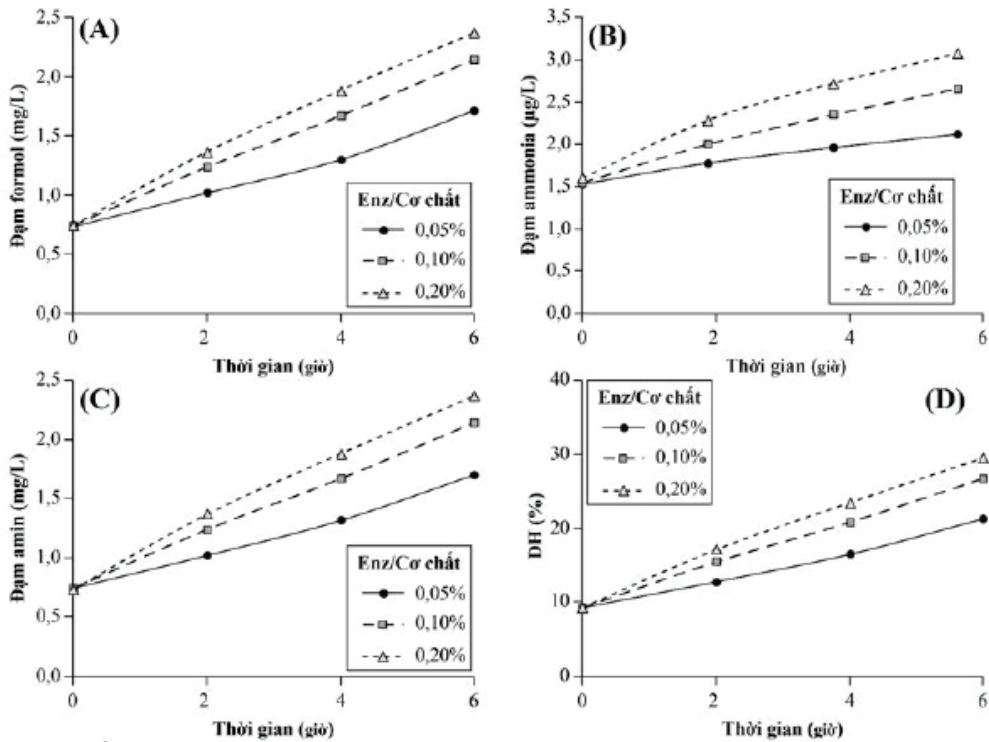 (A)
Đạm formol (mg/L)
2,5
2,0
1,5
1,0
0,5
0,0
Enz/Cơ chất
0,05%
0,10%
0,20%
0 2 4 6
Thời gian (giờ)
(B)
Đạm ammonia (µg/L)
3,5
3,0
2,5
2,0
1,5
1,0
0,5
0,0
Enz/Cơ chất
0,05%
0,10%
0,20%
0 2 4 6
Thời gian (giờ)
(C)
Đạm amin (mg/L)
2,5
2,0
1,5
1,0
0,5
0,0
Enz/Cơ chất
0,05%
0,10%
0,20%
0 2 4 6
Thời gian (giờ)
(D)
DH (%)
40
30
20
10
0
Enz/Cơ chất
0,05%
0,10%
0,20%
0 2 4 6
Thời gian (giờ)